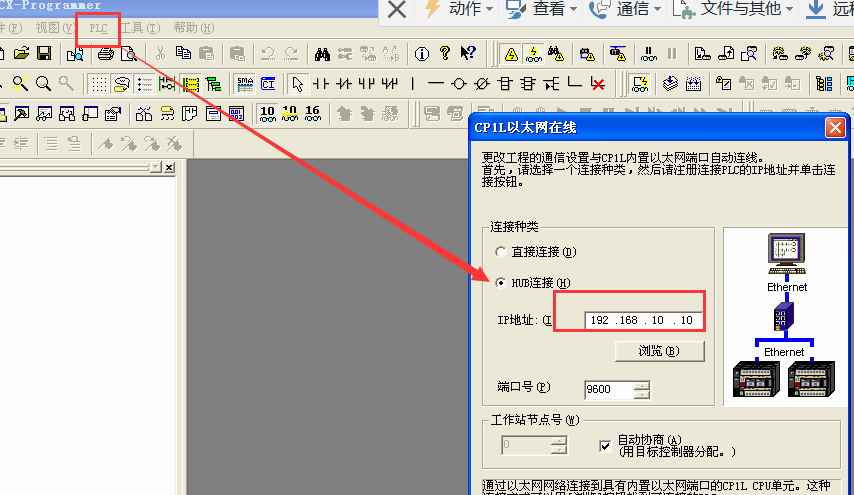 CX-Programmer
动作
查看
通信
文件与其他
远程
件(F) 视图(V) PLC 工具(T) 帮助(H)
SMA CI
10 10 16
CP1L以太网在线
更改工程的通信设置与CP1L内置以太网端口自动连线。
首先，请选择一个连接种类，然后请注册连接PLC的IP地址并单击连
接按钮。
连接种类
直接连接(D)
HUB连接(H)
IP地址: (I
192 .168 . 10 . 10
浏览(B)
端口号(P)
9600
Ethernet
Ethernet
工作站节点号(W)
0
自动协商(A)
(用目标控制器分配。)
通过以太网网络连接到具有内置以太网端口的CP1L CPU单元。这种